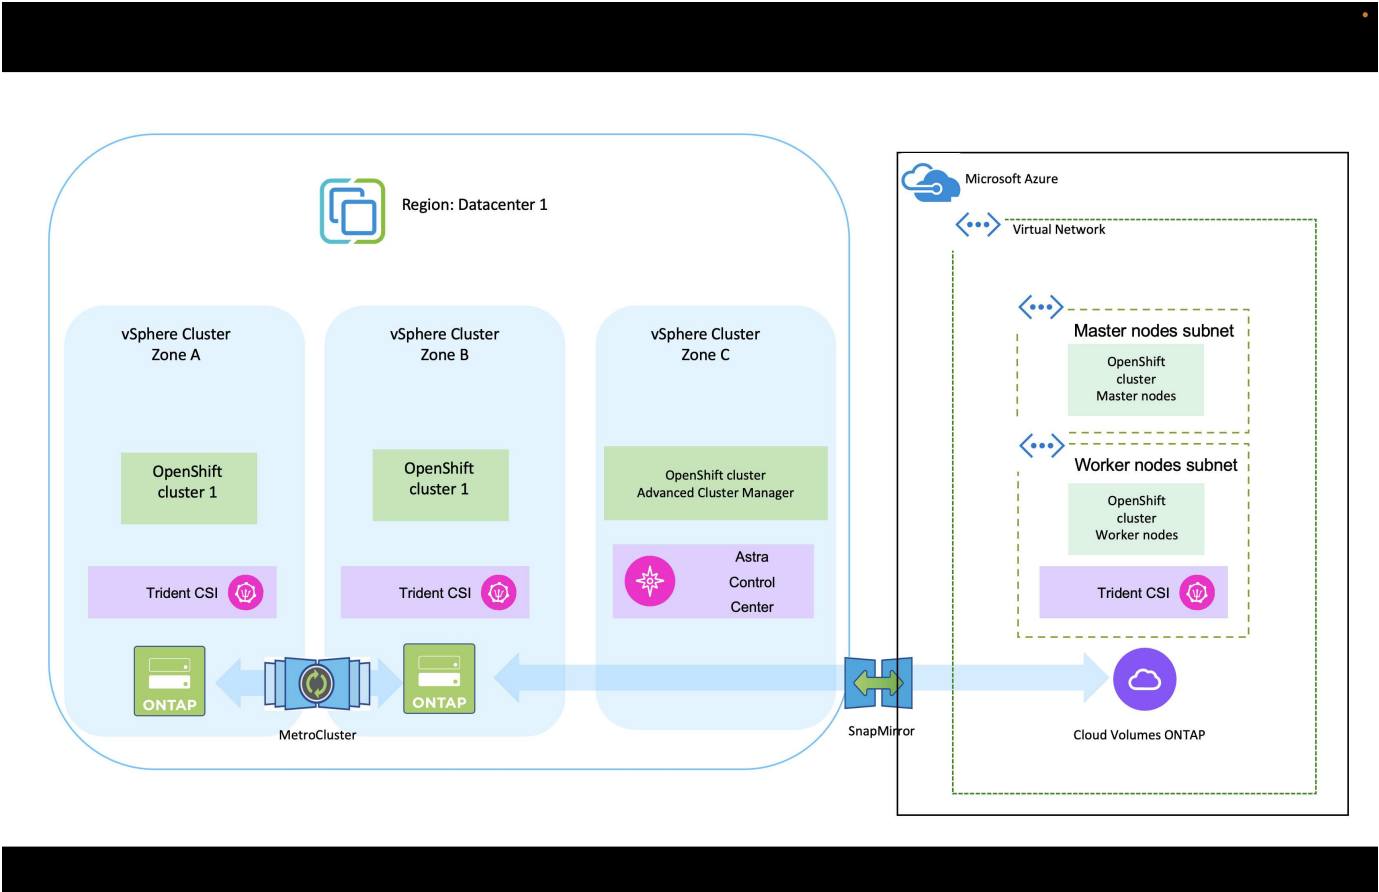 Region: Datacenter 1
vSphere Cluster
Zone A
OpenShift
cluster 1
Trident CSI
ONTAP
MetroCluster
vSphere Cluster
Zone B
OpenShift
cluster 1
Trident CSI
ONTAP
vSphere Cluster
Zone C
OpenShift cluster
Advanced Cluster Manager
Astra
Control
Center
SnapMirror
Microsoft Azure
Virtual Network
Master nodes subnet
OpenShift
cluster
Master nodes
Worker nodes subnet
OpenShift
cluster
Worker nodes
Trident CSI
Cloud Volumes ONTAP